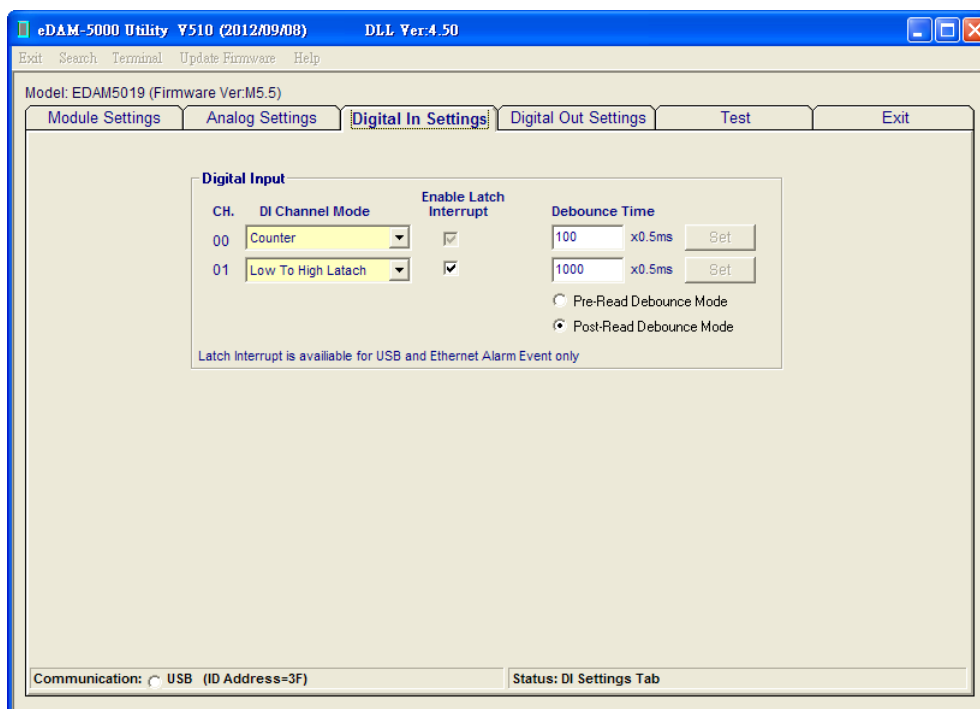 eDAM-5000 Utility V510 (2012/09/08) DLL Ver:4.50
Exit Search Terminal Update Firmware Help
Model: EDAM5019 (Firmware Ver:M5.5)
Module Settings Analog Settings Digital In Settings Digital Out Settings Test Exit
Digital Input
CH. DI Channel Mode Enable Latch Interrupt Debounce Time
00 Counter 100 x0.5ms Set
01 Low To High Latach 1000 x0.5ms Set
Pre-Read Debounce Mode
Post-Read Debounce Mode
Latch Interrupt is availiable for USB and Ethernet Alarm Event only
Communication: USB (ID Address=3F) Status: DI Settings Tab